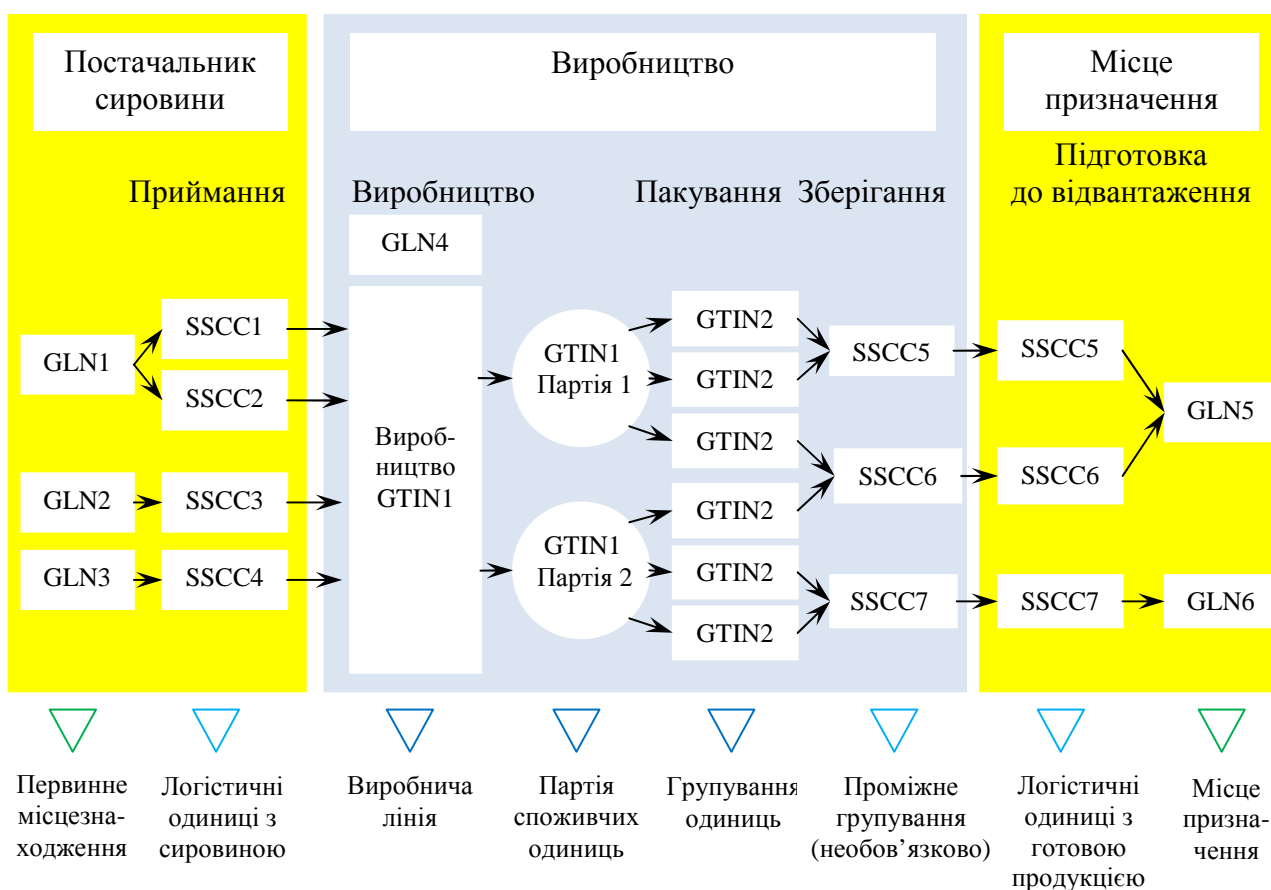 Постачальник
сировини
Виробництво
Місце
призначення
Приймання
Виробництво
Пакування
Зберігання
Підготовка
до відвантаження
GLN4
GLN1
GLN2
GLN3
SSCC1
SSCC2
SSCC3
SSCC4
Вироб-
ництво
GTIN1
GTIN1
Партія 1
GTIN1
Партія 2
GTIN2
GTIN2
GTIN2
GTIN2
GTIN2
GTIN2
SSCC5
SSCC6
SSCC7
SSCC5
SSCC6
SSCC7
GLN5
GLN6
Первинне
місцезна-
ходження
Логістичні
одиниці з
сировиною
Виробнича
лінія
Партія
споживчих
одиниць
Групування
одиниць
Проміжне
групування
(необов’язково)
Логістичні
одиниці з
готовою
продукцією
Місце
призна-
чення